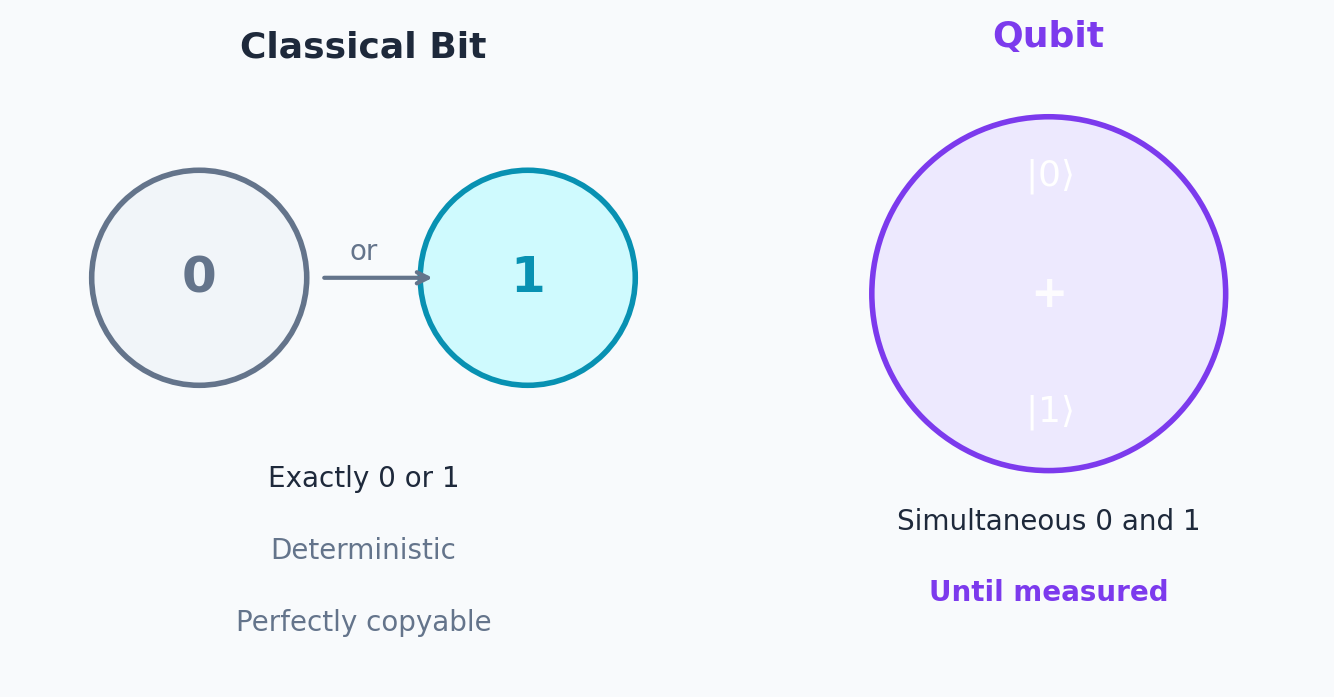 Classical Bit
0
or
1
Exactly 0 or 1
Deterministic
Perfectly copyable
Qubit
|0⟩
+
|1⟩
Simultaneous 0 and 1
Until measured